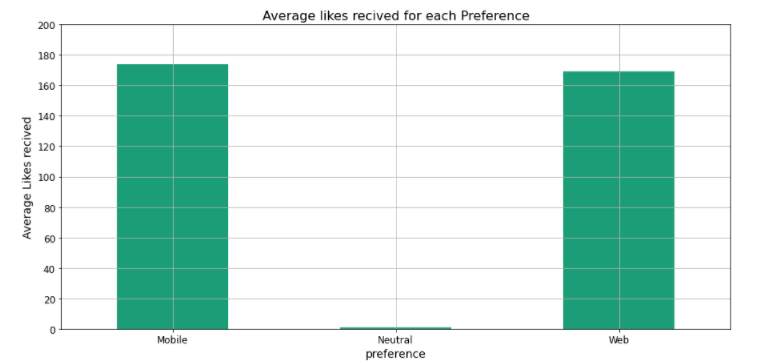 Average likes recived for each Preference
Average Likes recived
200
180
160
140
120
100
80
60
40
20
0
Mobile Neutral Web
preference